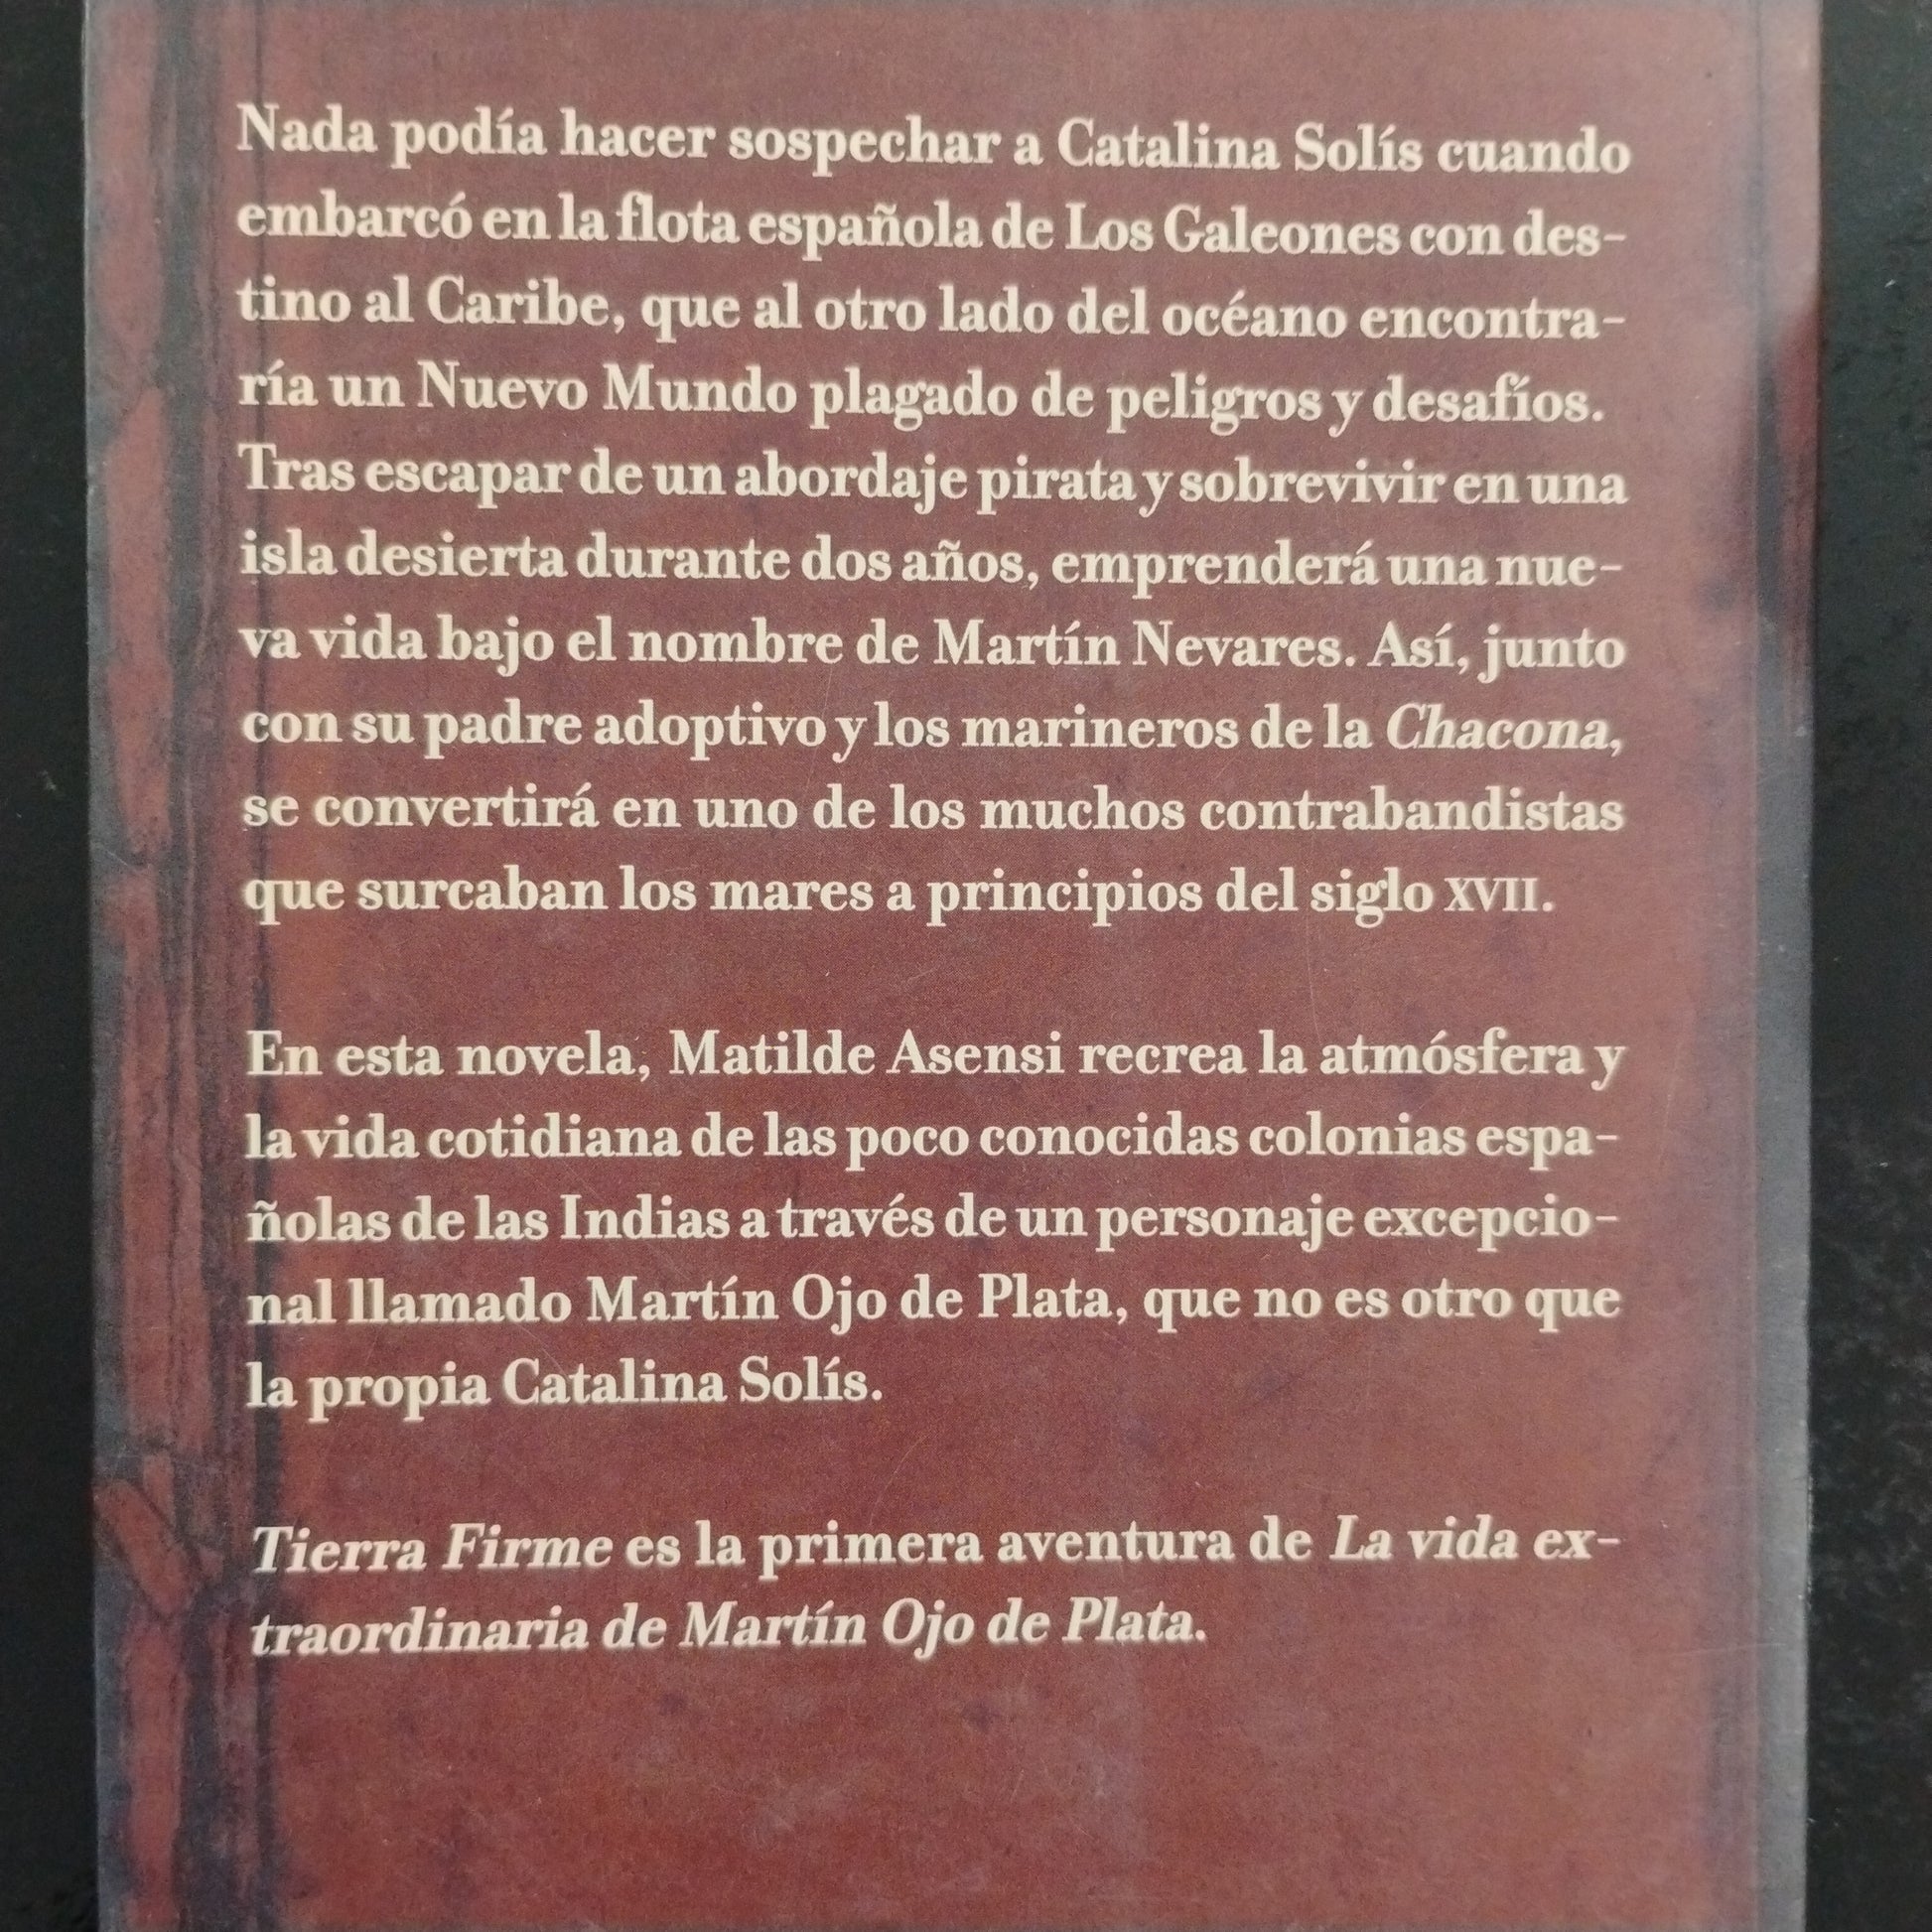 Nada podía hacer sospechar a Catalina Solís cuando
embarcó en la flota española de Los Galeones con des-
tino al Caribe, que al otro lado del océano encontra-
ría un Nuevo Mundo plagado de peligros y desafíos.
Tras escapar de un abordaje pirata y sobrevivir en una
isla desierta durante dos años, emprenderá una nue-
va vida bajo el nombre de Martín Nevares. Así, junto
con su padre adoptivo y los marineros de la Chacona,
se convertirá en uno de los muchos contrabandistas
que surcaban los mares a principios del siglo XVII.
En esta novela, Matilde Asensi recrea la atmósfera y
la vida cotidiana de las poco conocidas colonias espa-
ñolas de las Indias a través de un personaje excepcio-
nal llamado Martín Ojo de Plata, que no es otro que
la propia Catalina Solís.
Tierra Firme es la primera aventura de La vida ex-
traordinaria de Martín Ojo de Plata.